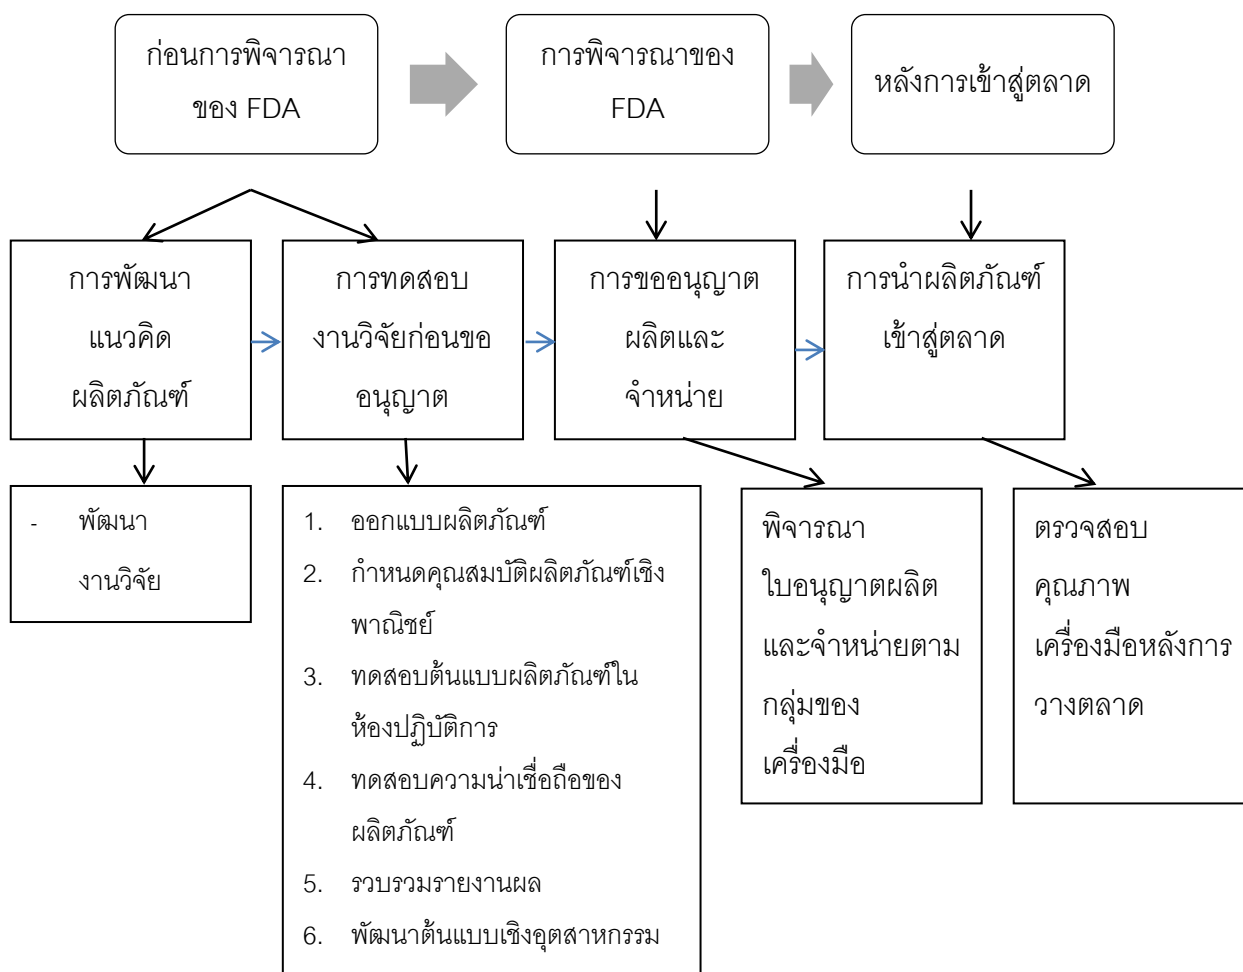 ก่อนการพิจารณา
ของ FDA
การพิจารณาของ
FDA
หลังการเข้าสู่ตลาด
การพัฒนา
แนวคิด
ผลิตภัณฑ์
การทดสอบ
งานวิจัยก่อนขอ
อนุญาต
การขออนุญาต
ผลิตและ
จำหน่าย
การนำผลิตภัณฑ์
เข้าสู่ตลาด
- พัฒนา
งานวิจัย
1. ออกแบบผลิตภัณฑ์
2. กำหนดคุณสมบัติผลิตภัณฑ์เชิง
พาณิชย์
3. ทดสอบต้นแบบผลิตภัณฑ์ใน
ห้องปฏิบัติการ
4. ทดสอบความน่าเชื่อถือของ
ผลิตภัณฑ์
5. รวบรวมรายงานผล
6. พัฒนาต้นแบบเชิงอุตสาหกรรม
พิจารณา
ใบอนุญาตผลิต
และจำหน่ายตาม
กลุ่มของ
เครื่องมือ
ตรวจสอบ
คุณภาพ
เครื่องมือหลังการ
วางตลาด